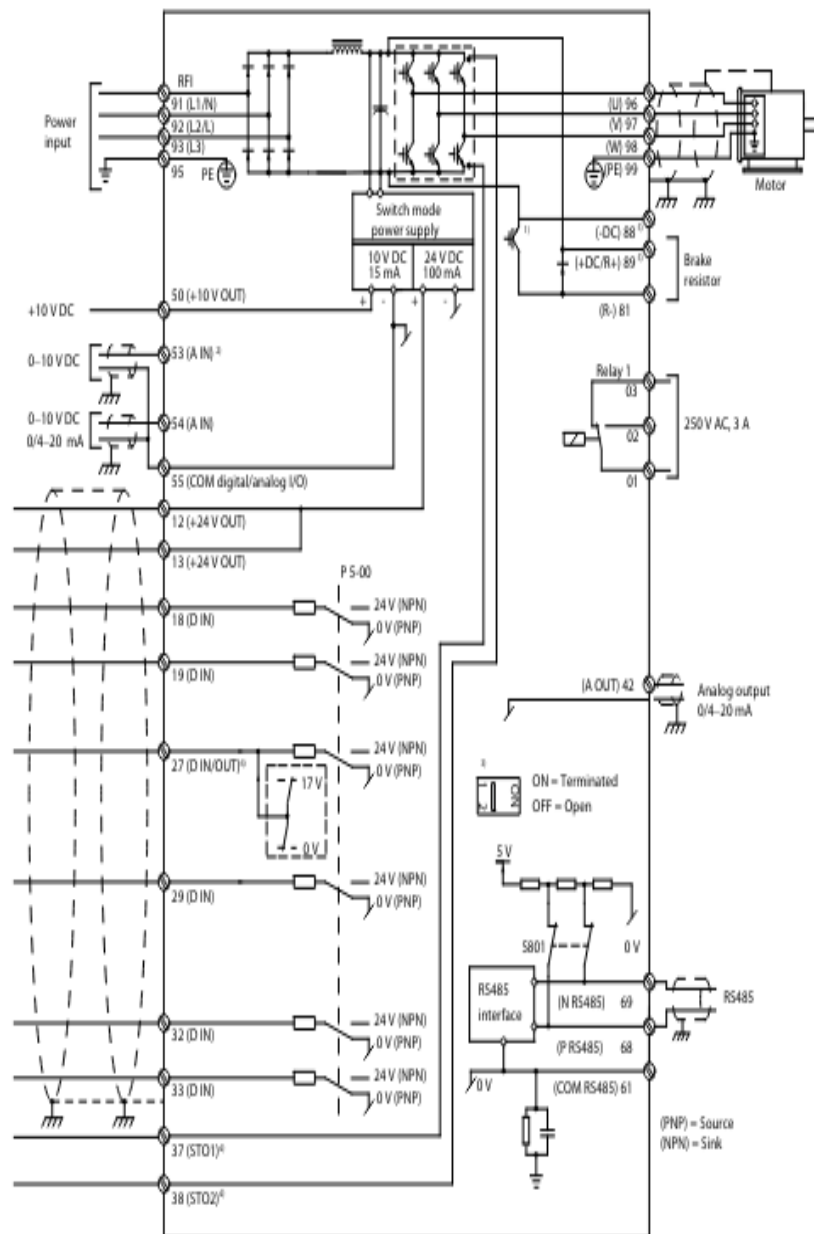 RFI
91 (L1/N)
92 (L2/L)
93 (L3)
95
PE
Power
input
(U) 96
(V) 97
(W) 98
(PE) 99
Motor
Switch mode
power supply
10 V DC
15 mA
24 V DC
100 mA
+ - + -
1)
(-DC) 88
(+DC/R+) 89
(R-) 81
Brake
resistor
50 (+10 V OUT)
+10 V DC
53 (A IN)
0–10 V DC
0–10 V DC
0/4–20 mA
54 (A IN)
55 (COM digital/analog I/O)
12 (+24 V OUT)
13 (+24 V OUT)
Relay 1
03
02
01
250 V AC, 3 A
P 5-00
18 (D IN)
24 V (NPN)
0 V (PNP)
19 (D IN)
24 V (NPN)
0 V (PNP)
27 (D IN/OUT)
24 V (NPN)
0 V (PNP)
17 V
0 V
29 (D IN)
24 V (NPN)
0 V (PNP)
32 (D IN)
24 V (NPN)
0 V (PNP)
33 (D IN)
24 V (NPN)
0 V (PNP)
37 (STO1)
38 (STO2)
(A OUT) 42
Analog output
0/4–20 mA
1
2
ON
ON = Terminated
OFF = Open
5 V
S801
0 V
RS485
interface
(N RS485) 69
RS485
(P RS485) 68
0 V
(COM RS485) 61
(PNP) = Source
(NPN) = Sink